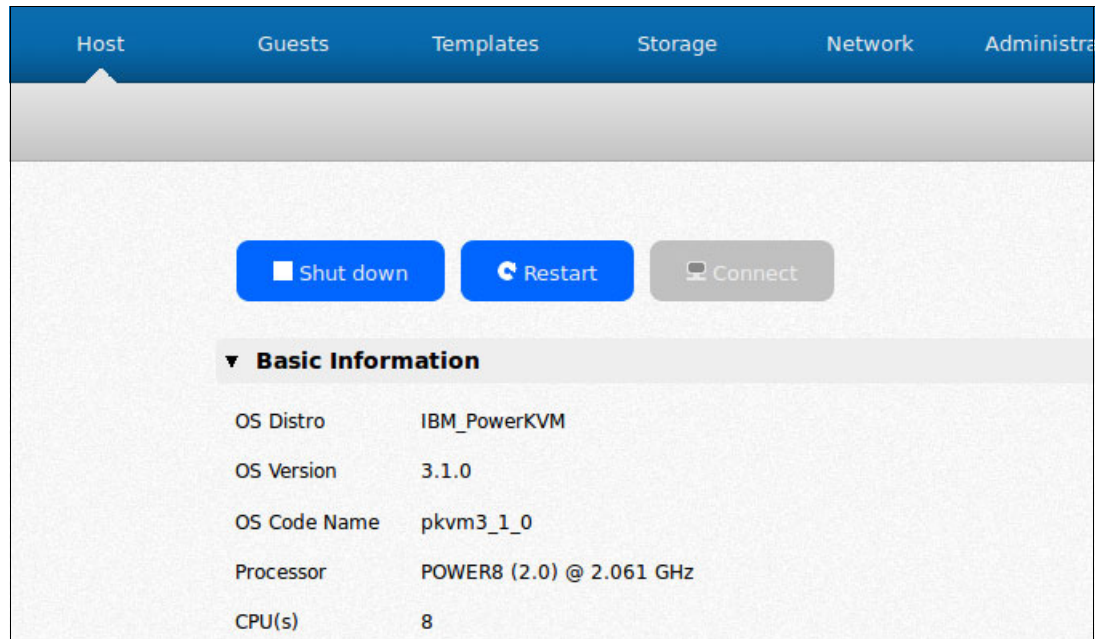 Host Guests Templates Storage Network Administra
Shut down Restart Connect
Basic Information
OS Distro IBM_PowerKVM
OS Version 3.1.0
OS Code Name pkvm3_1_0
Processor POWER8 (2.0) @ 2.061 GHz
CPU(s) 8